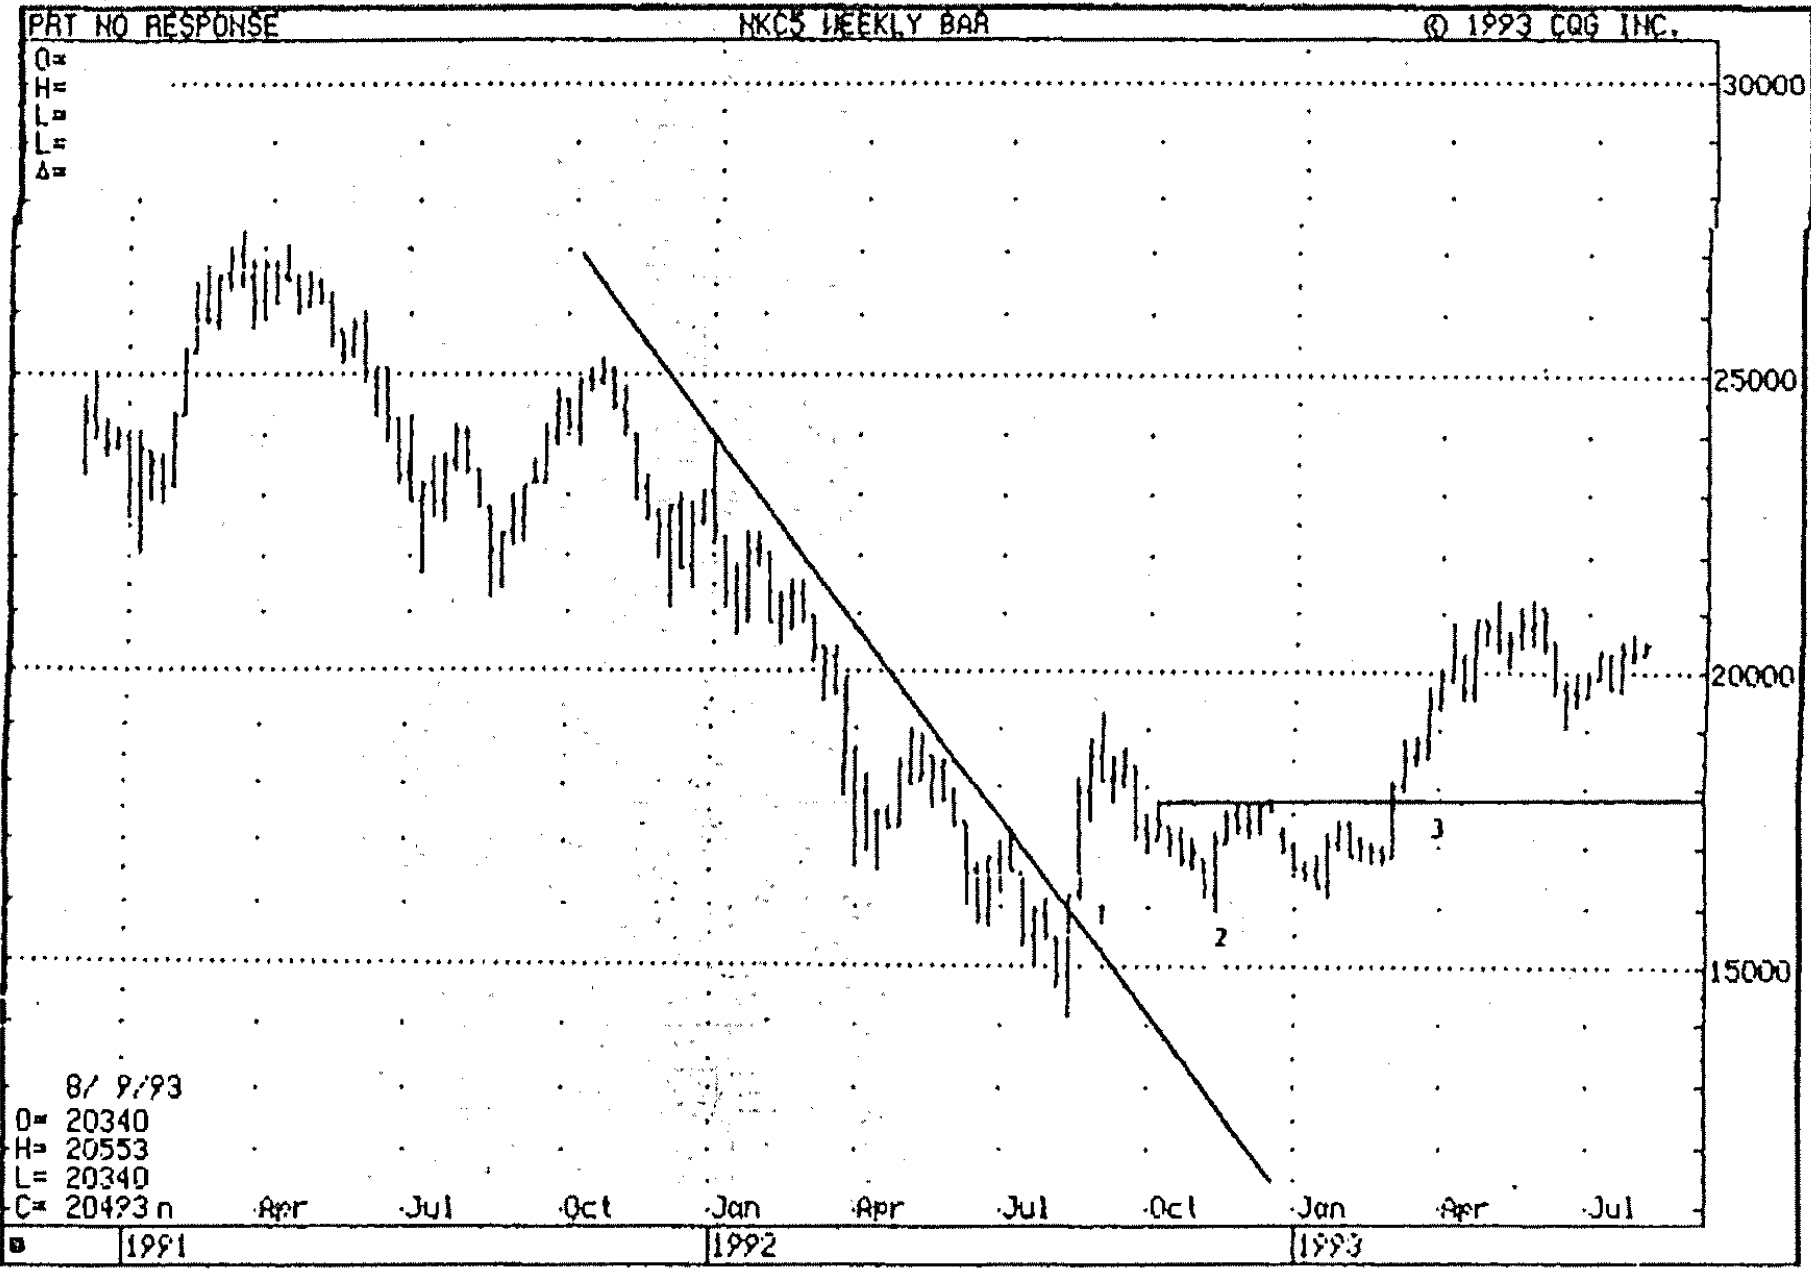 PRT NO RESPONSE NKCS WEEKLY BAR © 1993 CQG INC.
O=
H=
L=
L=
Δ=
30000
25000
20000
15000
1
2
3
8/ 9/93
O= 20340
H= 20553
L= 20340
C= 20493 n
Apr Jul Oct Jan Apr Jul Oct Jan Apr Jul
1991 1992 1993